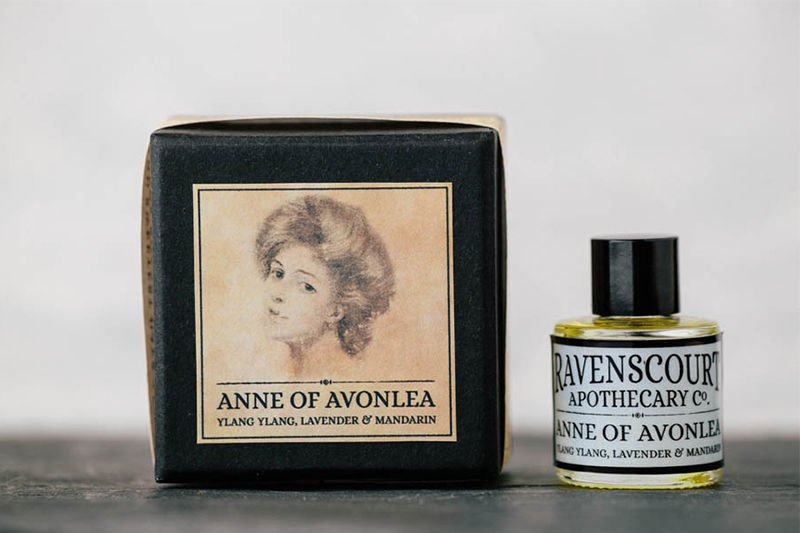 ANNE OF AVONLEA
YLANG YLANG, LAVENDER & MANDARIN
RAVENSCOURT
APOTHECARY Co.
ANNE OF AVONLEA
YLANG YLANG, LAVENDER & MANDARIN